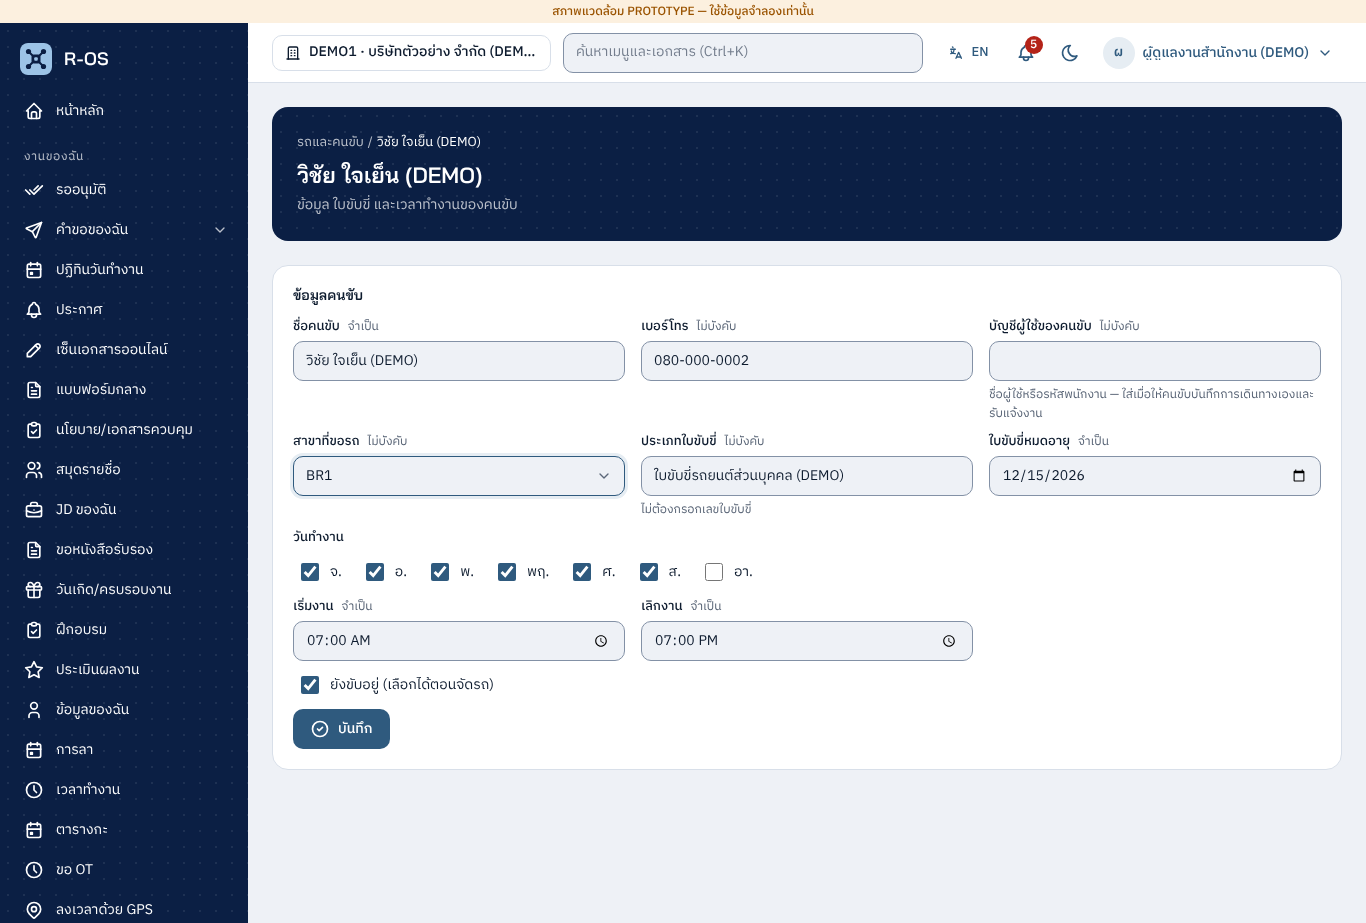 สภาพแวดล้อม PROTOTYPE — ใช้ข้อมูลจำลองเท่านั้น
R-OS
DEMO1 · บริษัทตัวอย่าง จำกัด (DEM...
ค้นหาเมนูและเอกสาร (Ctrl+K)
EN
5
ผ
ผู้ดูแลงานสำนักงาน (DEMO)
หน้าหลัก
งานของฉัน
รออนุมัติ
คำขอของฉัน
ปฏิทินวันทำงาน
ประกาศ
เซ็นเอกสารออนไลน์
แบบฟอร์มกลาง
นโยบาย/เอกสารควบคุม
สมุดรายชื่อ
JD ของฉัน
ขอหนังสือรับรอง
วันเกิด/ครบรอบงาน
ฝึกอบรม
ประเมินผลงาน
ข้อมูลของฉัน
การลา
เวลาทำงาน
ตารางกะ
ขอ OT
ลงเวลาด้วย GPS
รถและคนขับ / วิชัย ใจเย็น (DEMO)
วิชัย ใจเย็น (DEMO)
ข้อมูล ใบขับขี่ และเวลาทำงานของคนขับ
ข้อมูลคนขับ
ชื่อคนขับ จำเป็น
เบอร์โทร ไม่บังคับ
บัญชีผู้ใช้ของคนขับ ไม่บังคับ
วิชัย ใจเย็น (DEMO)
080-000-0002
ชื่อผู้ใช้หรือรหัสพนักงาน — ใส่เมื่อให้คนขับบันทึกการเดินทางเองและ
รับแจ้งงาน
สาขาที่ขอรถ ไม่บังคับ
ประเภทใบขับขี่ ไม่บังคับ
ใบขับขี่หมดอายุ จำเป็น
BR1
ใบขับขี่รถยนต์ส่วนบุคคล (DEMO)
12/15/2026
ไม่ต้องกรอกเลขใบขับขี่
วันทำงาน
จ. อ. พ. พฤ. ศ. ส. อา.
เริ่มงาน จำเป็น
เลิกงาน จำเป็น
07:00 AM
07:00 PM
ยังขับอยู่ (เลือกได้ตอนจัดรถ)
บันทึก